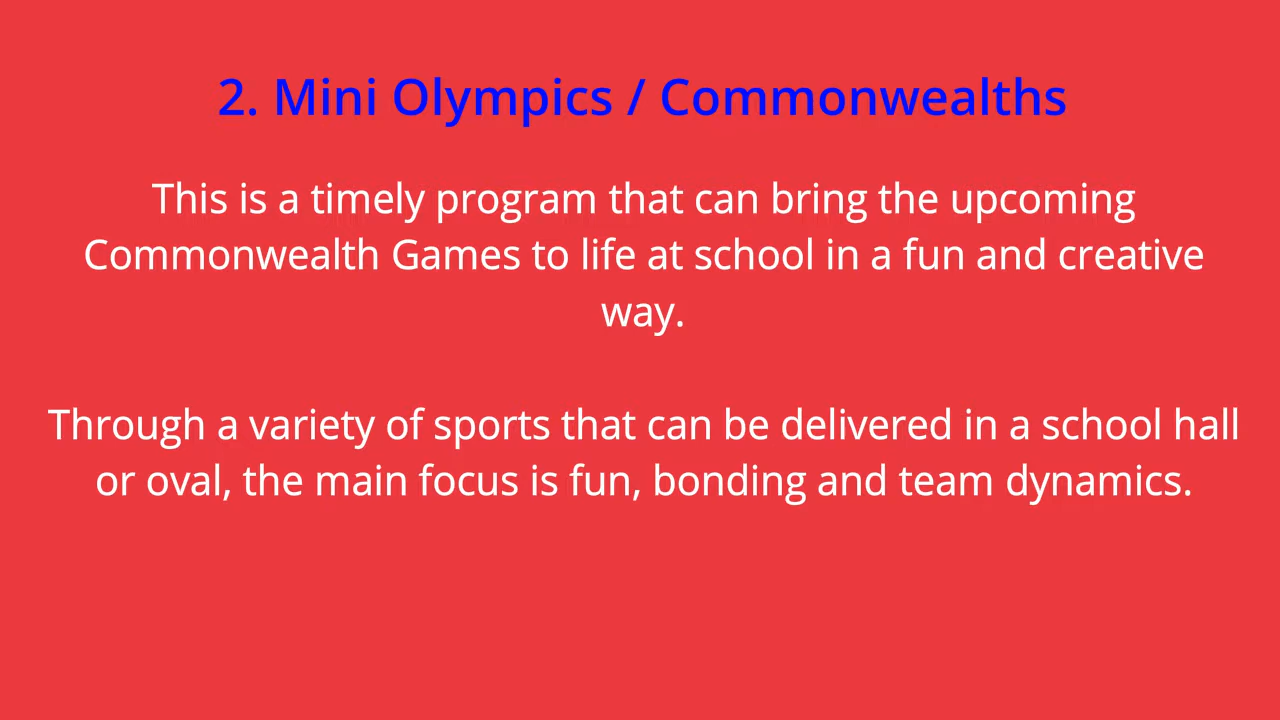 2. Mini Olympics / Commonwealths
This is a timely program that can bring the upcoming
Commonwealth Games to life at school in a fun and creative
way.
Through a variety of sports that can be delivered in a school hall
or oval, the main focus is fun, bonding and team dynamics.